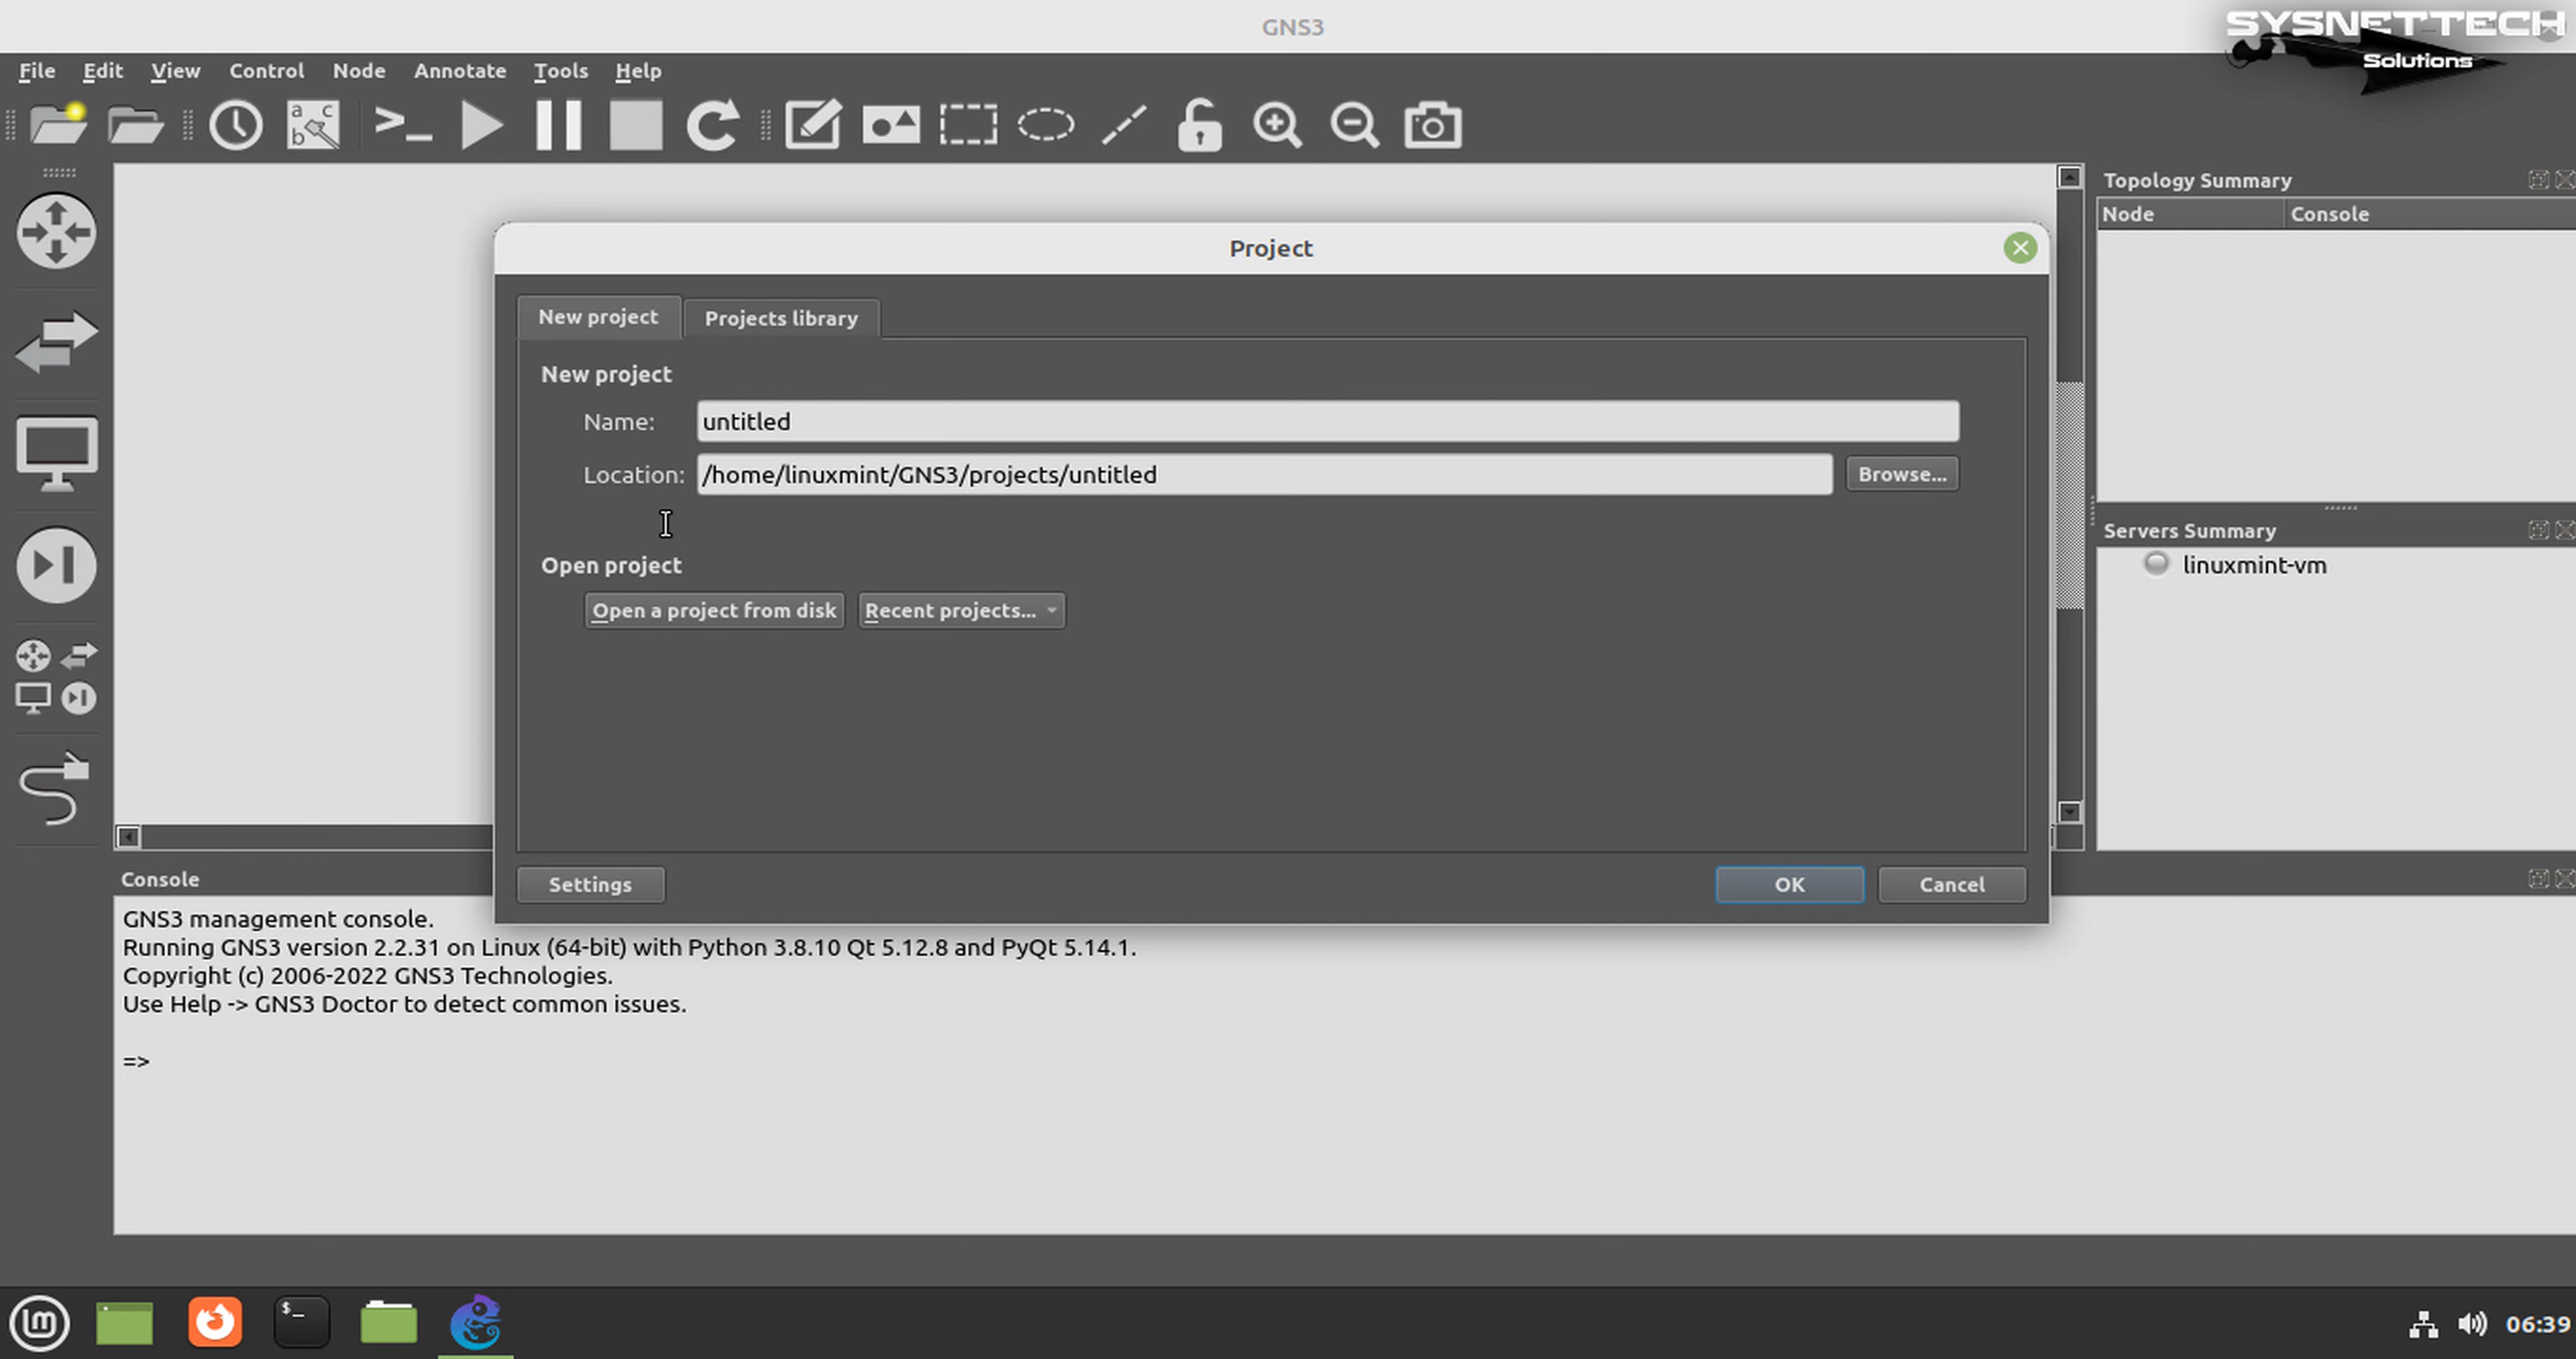 GNS3
SYSNETTECH
Solutions
File Edit View Control Node Annotate Tools Help
a c
b
Topology Summary
Node Console
Project
New project Projects library
New project
Name: untitled
Location: /home/linuxmint/GNS3/projects/untitled Browse...
Open project
Open a project from disk Recent projects...
Servers Summary
linuxmint-vm
Settings OK Cancel
Console
GNS3 management console.
Running GNS3 version 2.2.31 on Linux (64-bit) with Python 3.8.10 Qt 5.12.8 and PyQt 5.14.1.
Copyright (c) 2006-2022 GNS3 Technologies.
Use Help -> GNS3 Doctor to detect common issues.
=>
$_
06:39